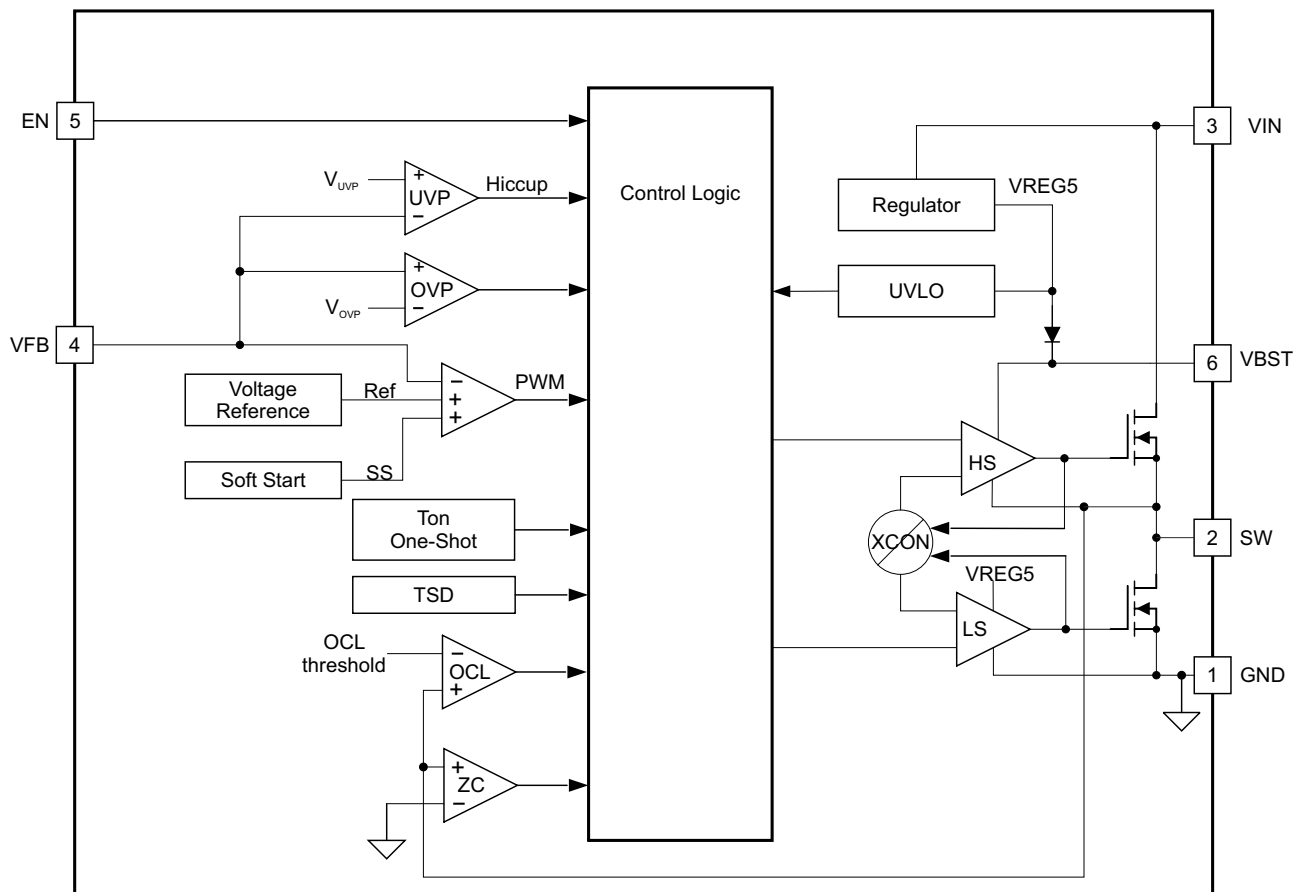 EN
5
V_UVP
+
UVP
−
Hiccup
+
OVP
−
V_OVP
VFB
4
Voltage
Reference
Ref
−
+
+
PWM
Soft Start
SS
Ton
One-Shot
TSD
OCL
threshold
−
OCL
+
+
ZC
−
Control Logic
3
VIN
Regulator
VREG5
UVLO
6
VBST
HS
XCON
2
SW
VREG5
LS
1
GND